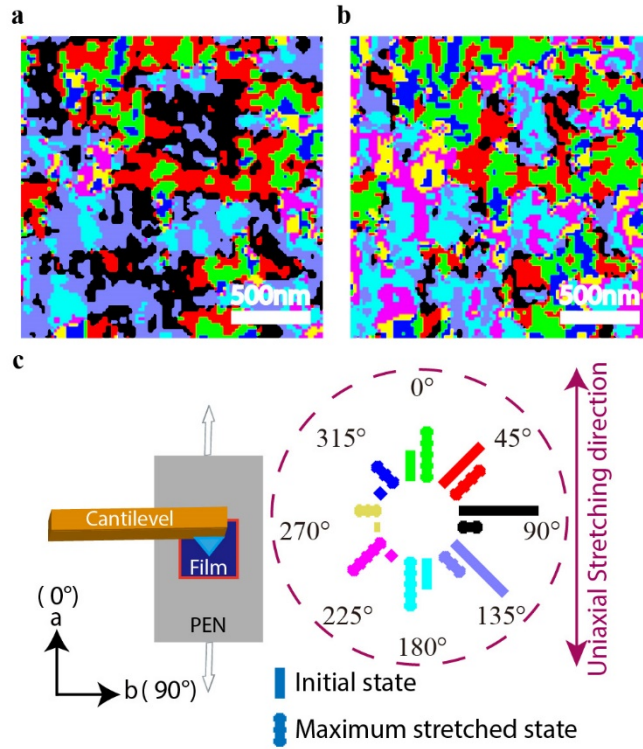 a
b
500nm
500nm
c
0°
315°
45°
Cantilevel
270°
90°
Film
(0°)
a
PEN
225°
135°
180°
b(90°)
Uniaxial Stretching direction
Initial state
Maximum stretched state